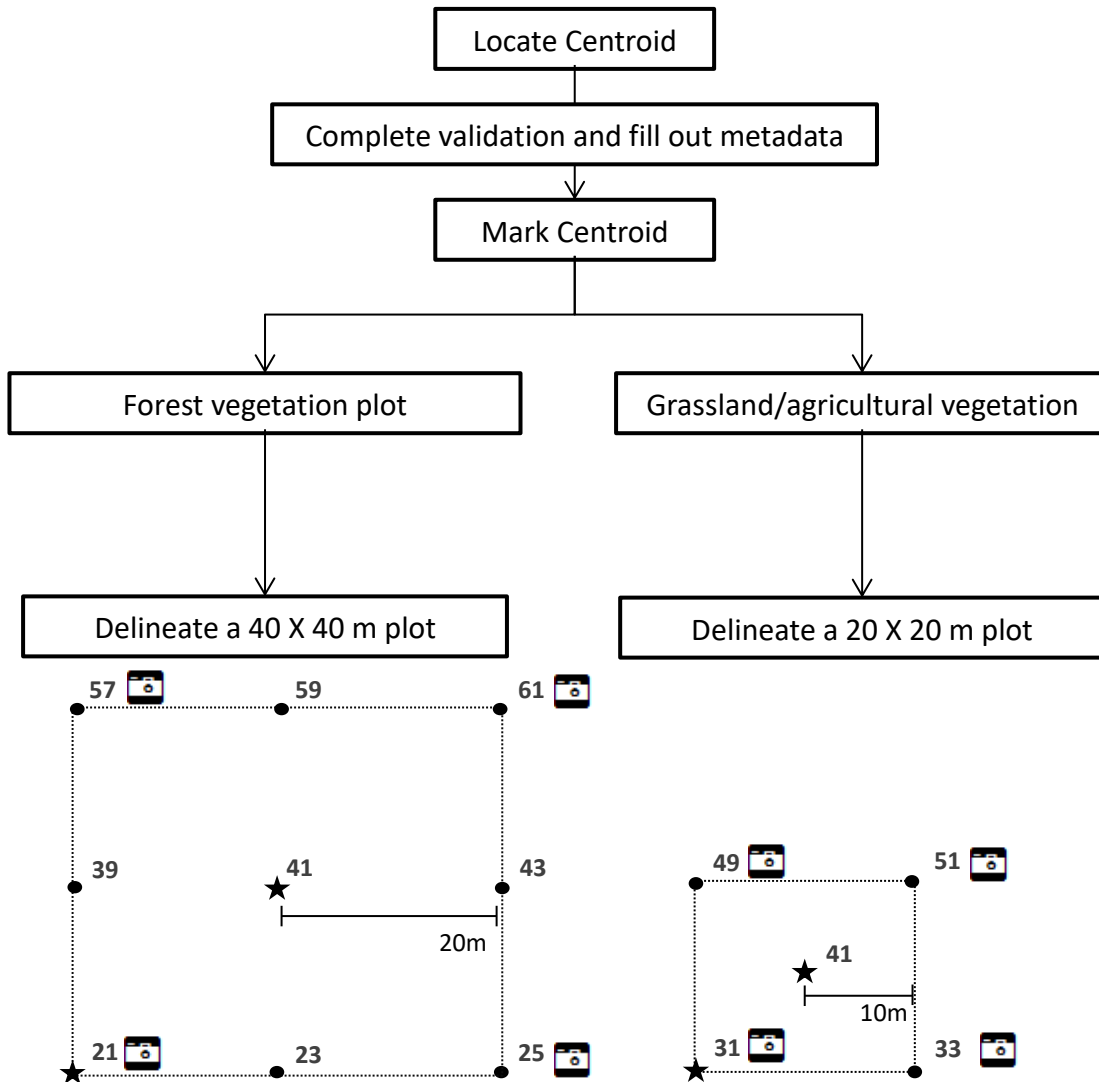 Locate Centroid
Complete validation and fill out metadata
Mark Centroid
Forest vegetation plot
Grassland/agricultural vegetation
Delineate a 40 X 40 m plot
Delineate a 20 X 20 m plot
57
59
61
39
41
43
20m
21
23
25
49
51
41
10m
31
33